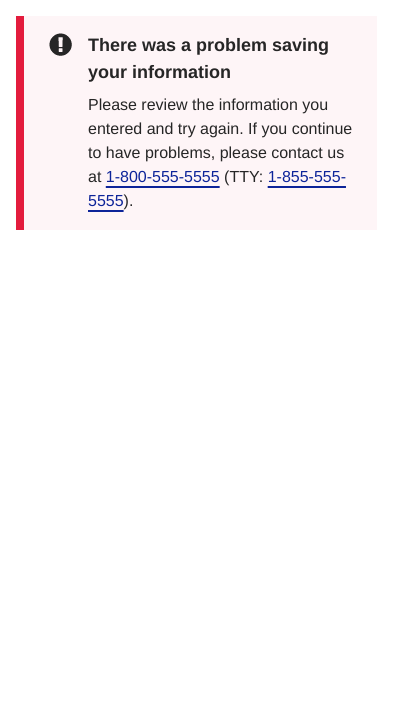 There was a problem saving
your information
Please review the information you
entered and try again. If you continue
to have problems, please contact us
at 1-800-555-5555 (TTY: 1-855-555-
5555).